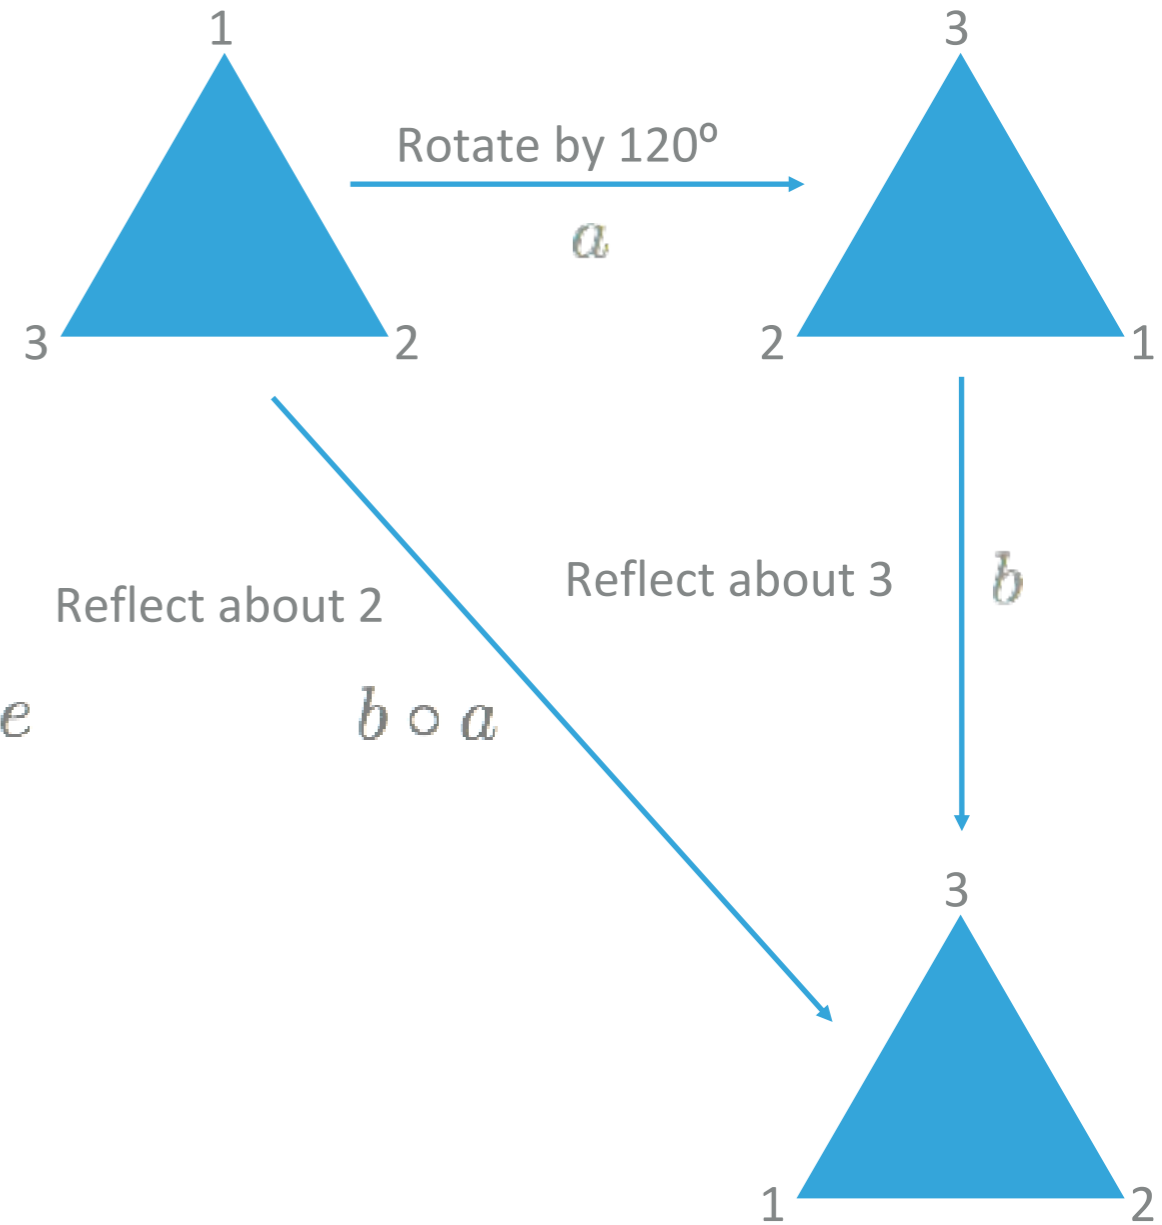 1 3
Rotate by 120º
a
3 2 2 1
Reflect about 3 b
Reflect about 2
e b ∘ a
3
1 2